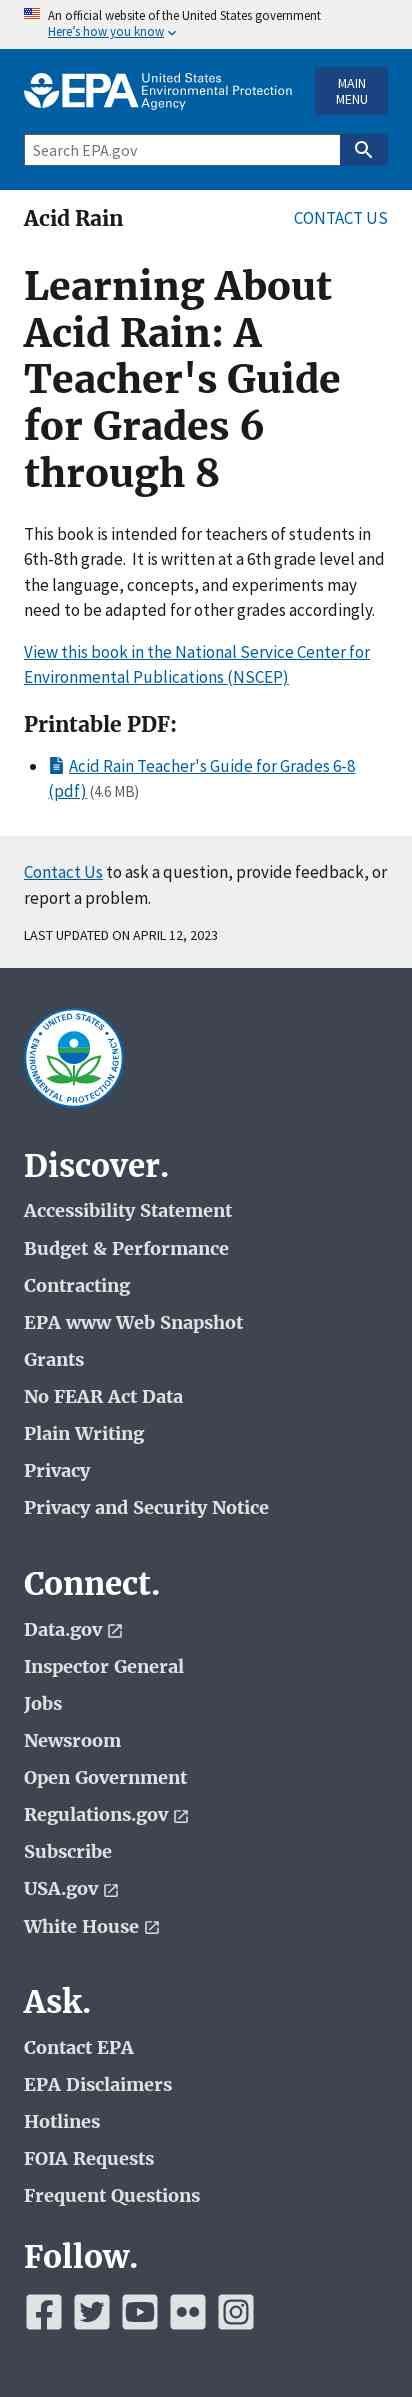 An official website of the United States government
Here's how you know
EPA United States
Environmental Protection
Agency
MAIN
MENU
Search EPA.gov
Acid Rain
CONTACT US
Learning About
Acid Rain: A
Teacher's Guide
for Grades 6
through 8
This book is intended for teachers of students in
6th-8th grade.  It is written at a 6th grade level and
the language, concepts, and experiments may
need to be adapted for other grades accordingly.
View this book in the National Service Center for
Environmental Publications (NSCEP)
Printable PDF:
Acid Rain Teacher's Guide for Grades 6-8
(pdf) (4.6 MB)
Contact Us to ask a question, provide feedback, or
report a problem.
LAST UPDATED ON APRIL 12, 2023
UNITED STATES
ENVIRONMENTAL PROTECTION AGENCY
Discover.
Accessibility Statement
Budget & Performance
Contracting
EPA www Web Snapshot
Grants
No FEAR Act Data
Plain Writing
Privacy
Privacy and Security Notice
Connect.
Data.gov
Inspector General
Jobs
Newsroom
Open Government
Regulations.gov
Subscribe
USA.gov
White House
Ask.
Contact EPA
EPA Disclaimers
Hotlines
FOIA Requests
Frequent Questions
Follow.